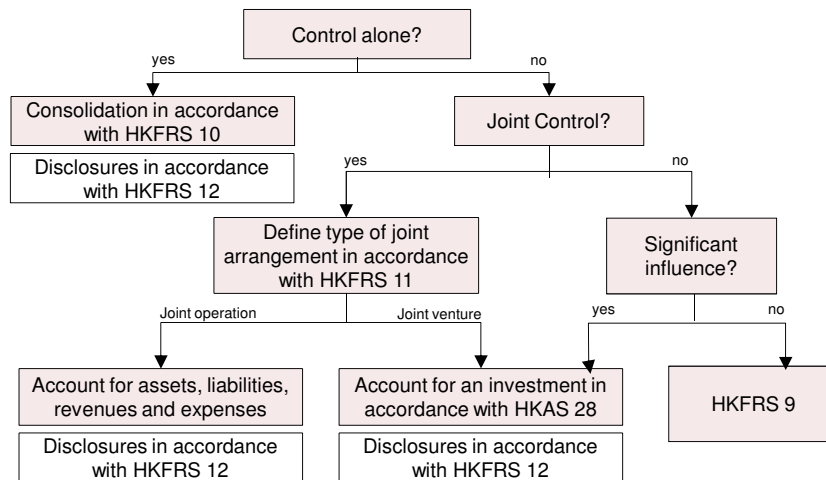 Control alone?
yes
no
Consolidation in accordance
with HKFRS 10
Joint Control?
Disclosures in accordance
with HKFRS 12
yes
no
Define type of joint
arrangement in accordance
with HKFRS 11
Significant
influence?
Joint operation
Joint venture
yes
no
Account for assets, liabilities,
revenues and expenses
Account for an investment in
accordance with HKAS 28
HKFRS 9
Disclosures in accordance
with HKFRS 12
Disclosures in accordance
with HKFRS 12